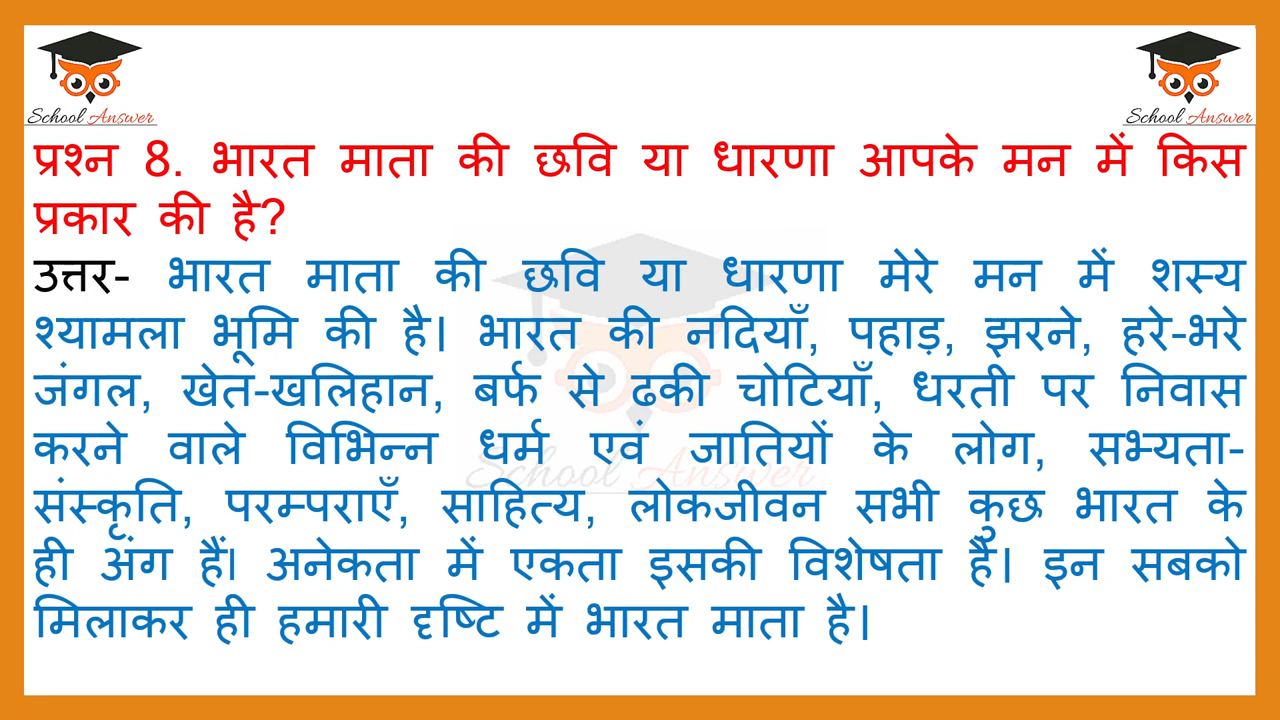 School Answer
School Answer
प्रश्न 8. भारत माता की छवि या धारणा आपके मन में किस
प्रकार की है?
उत्तर- भारत माता की छवि या धारणा मेरे मन में शस्य
श्यामला भूमि की है। भारत की नदियाँ, पहाड़, झरने, हरे-भरे
जंगल, खेत-खलिहान, बर्फ से ढकी चोटियाँ, धरती पर निवास
करने वाले विभिन्न धर्म एवं जातियों के लोग, सभ्यता-
संस्कृति, परम्पराएँ, साहित्य, लोकजीवन सभी कुछ भारत के
ही अंग हैं। अनेकता में एकता इसकी विशेषता है। इन सबको
मिलाकर ही हमारी दृष्टि में भारत माता है।
School Answer